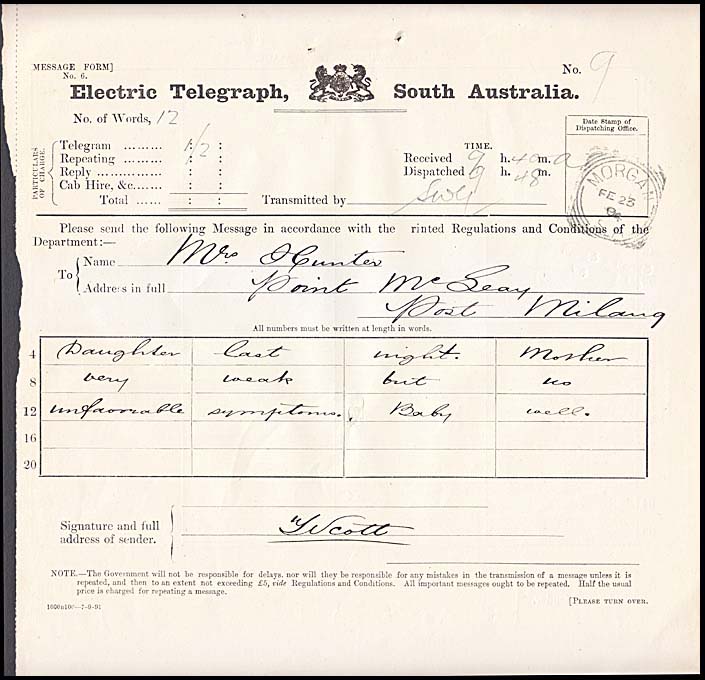 MESSAGE FORM]
No. 6.
No. 9
Electric Telegraph, South Australia.
No. of Words, 12
Date Stamp of
Dispatching Office.
PARTICULARS
OF CHARGE.
Telegram ......... 1/2 : :
Repeating ......... : :
Reply .................. : :
Cab Hire, &c....... : :
Total ...... : :
TIME.
Received 9 h. 40 m. a
Dispatched 9 h. 48 m.
Transmitted by
MORGAN
FE 23
Please send the following Message in accordance with the rinted Regulations and Conditions of the
Department:—
To
Name Mrs Hunter
Address in full Point McLeay
Post Milang
All numbers must be written at length in words.
4 Daughter last night. Mother
8 very weak but no
12 unfavorable symptoms. Baby well.
16
20
Signature and full
address of sender.
Scott
NOTE.—The Government will not be responsible for delays, nor will they be responsible for any mistakes in the transmission of a message unless it is
repeated, and then to an extent not exceeding £5, vide Regulations and Conditions. All important messages ought to be repeated. Half the usual
price is charged for repeating a message.
[PLEASE TURN OVER.